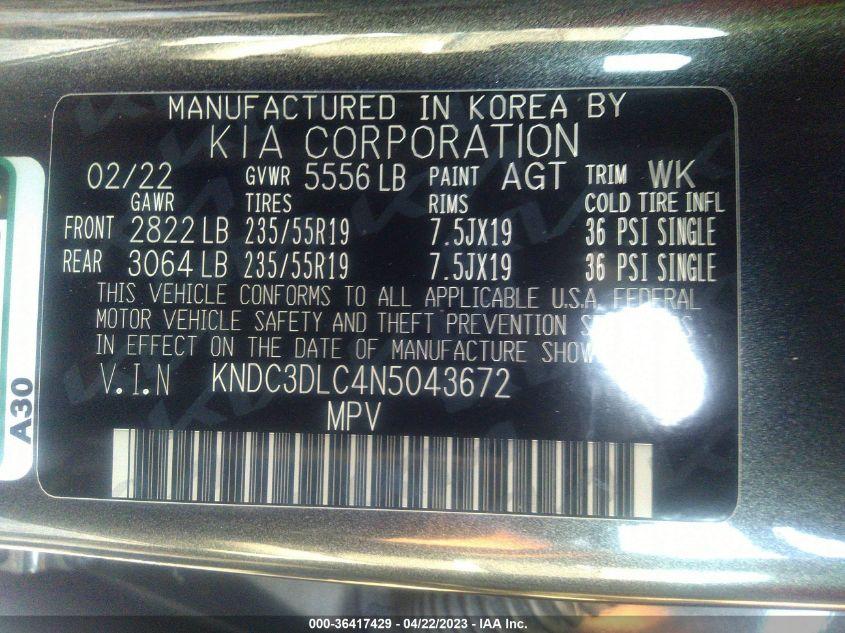 MANUFACTURED IN KOREA BY
KIA CORPORATION
02/22 GVWR 5556 LB PAINT AGT TRIM WK
GAWR TIRES RIMS COLD TIRE INFL
FRONT 2822 LB 235/55R19 7.5JX19 36 PSI SINGLE
REAR 3064 LB 235/55R19 7.5JX19 36 PSI SINGLE
THIS VEHICLE CONFORMS TO ALL APPLICABLE U.S.A. FEDERAL
MOTOR VEHICLE SAFETY AND THEFT PREVENTION
IN EFFECT ON THE DATE OF MANUFACTURE
V.I.N KNDC3DLC4N5043672
MPV
A30
000-36417429 - 04/22/2023 - IAA Inc.